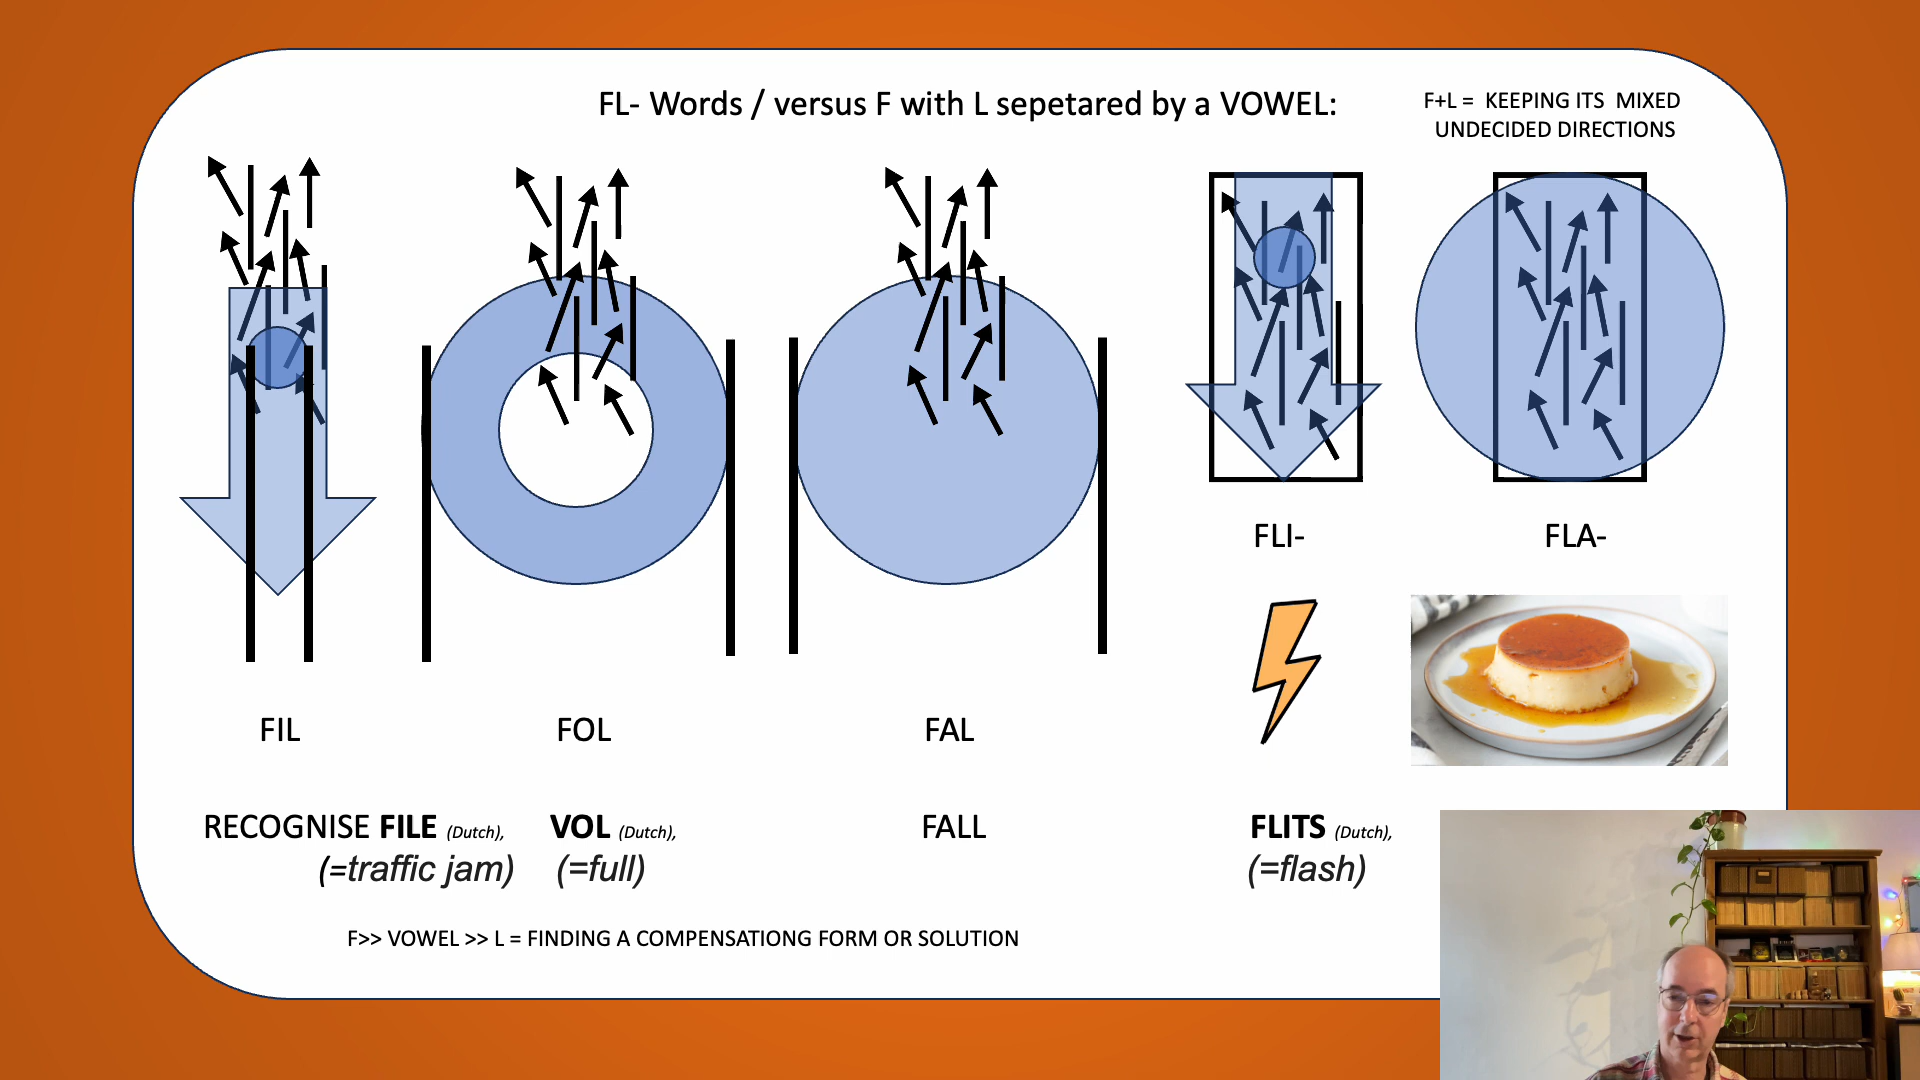 FL- Words / versus F with L sepetared by a VOWEL:
F+L = KEEPING ITS MIXED
UNDECIDED DIRECTIONS
FLI-
FLA-
FIL
FOL
FAL
RECOGNISE FILE (Dutch),
(=traffic jam)
VOL (Dutch),
(=full)
FALL
FLITS (Dutch),
(=flash)
F>> VOWEL >> L = FINDING A COMPENSATIONG FORM OR SOLUTION